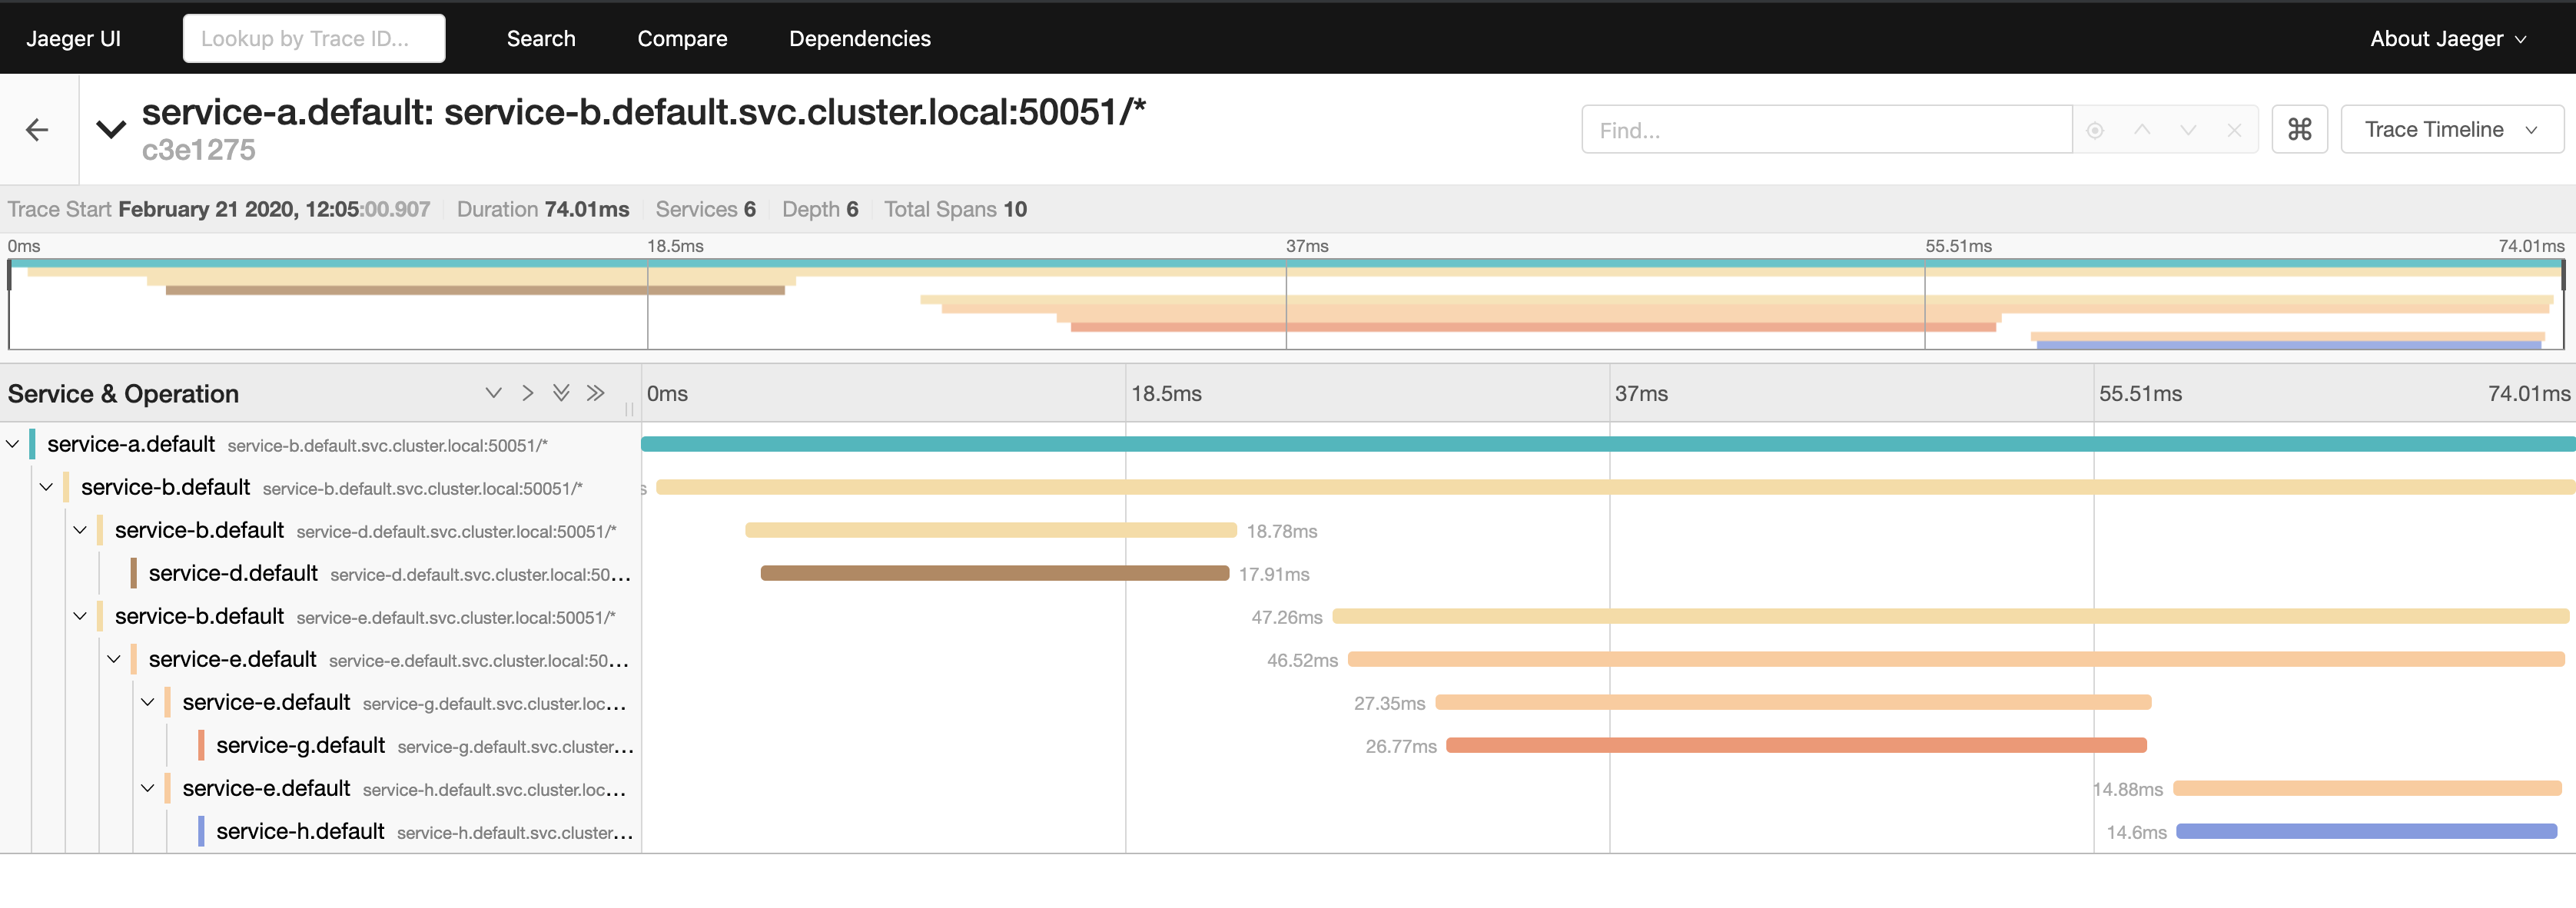 Jaeger UI Lookup by Trace ID... Search Compare Dependencies About Jaeger
service-a.default: service-b.default.svc.cluster.local:50051/*
c3e1275
Find... ⌘ Trace Timeline
Trace Start February 21 2020, 12:05:00.907 Duration 74.01ms Services 6 Depth 6 Total Spans 10
0ms 18.5ms 37ms 55.51ms 74.01ms
Service & Operation 0ms 18.5ms 37ms 55.51ms 74.01ms
service-a.default service-b.default.svc.cluster.local:50051/*
service-b.default service-b.default.svc.cluster.local:50051/* s
service-b.default service-d.default.svc.cluster.local:50051/* 18.78ms
service-d.default service-d.default.svc.cluster.local:50... 17.91ms
service-b.default service-e.default.svc.cluster.local:50051/* 47.26ms
service-e.default service-e.default.svc.cluster.local:50... 46.52ms
service-e.default service-g.default.svc.cluster.loc... 27.35ms
service-g.default service-g.default.svc.cluster... 26.77ms
service-e.default service-h.default.svc.cluster.loc... 14.88ms
service-h.default service-h.default.svc.cluster... 14.6ms